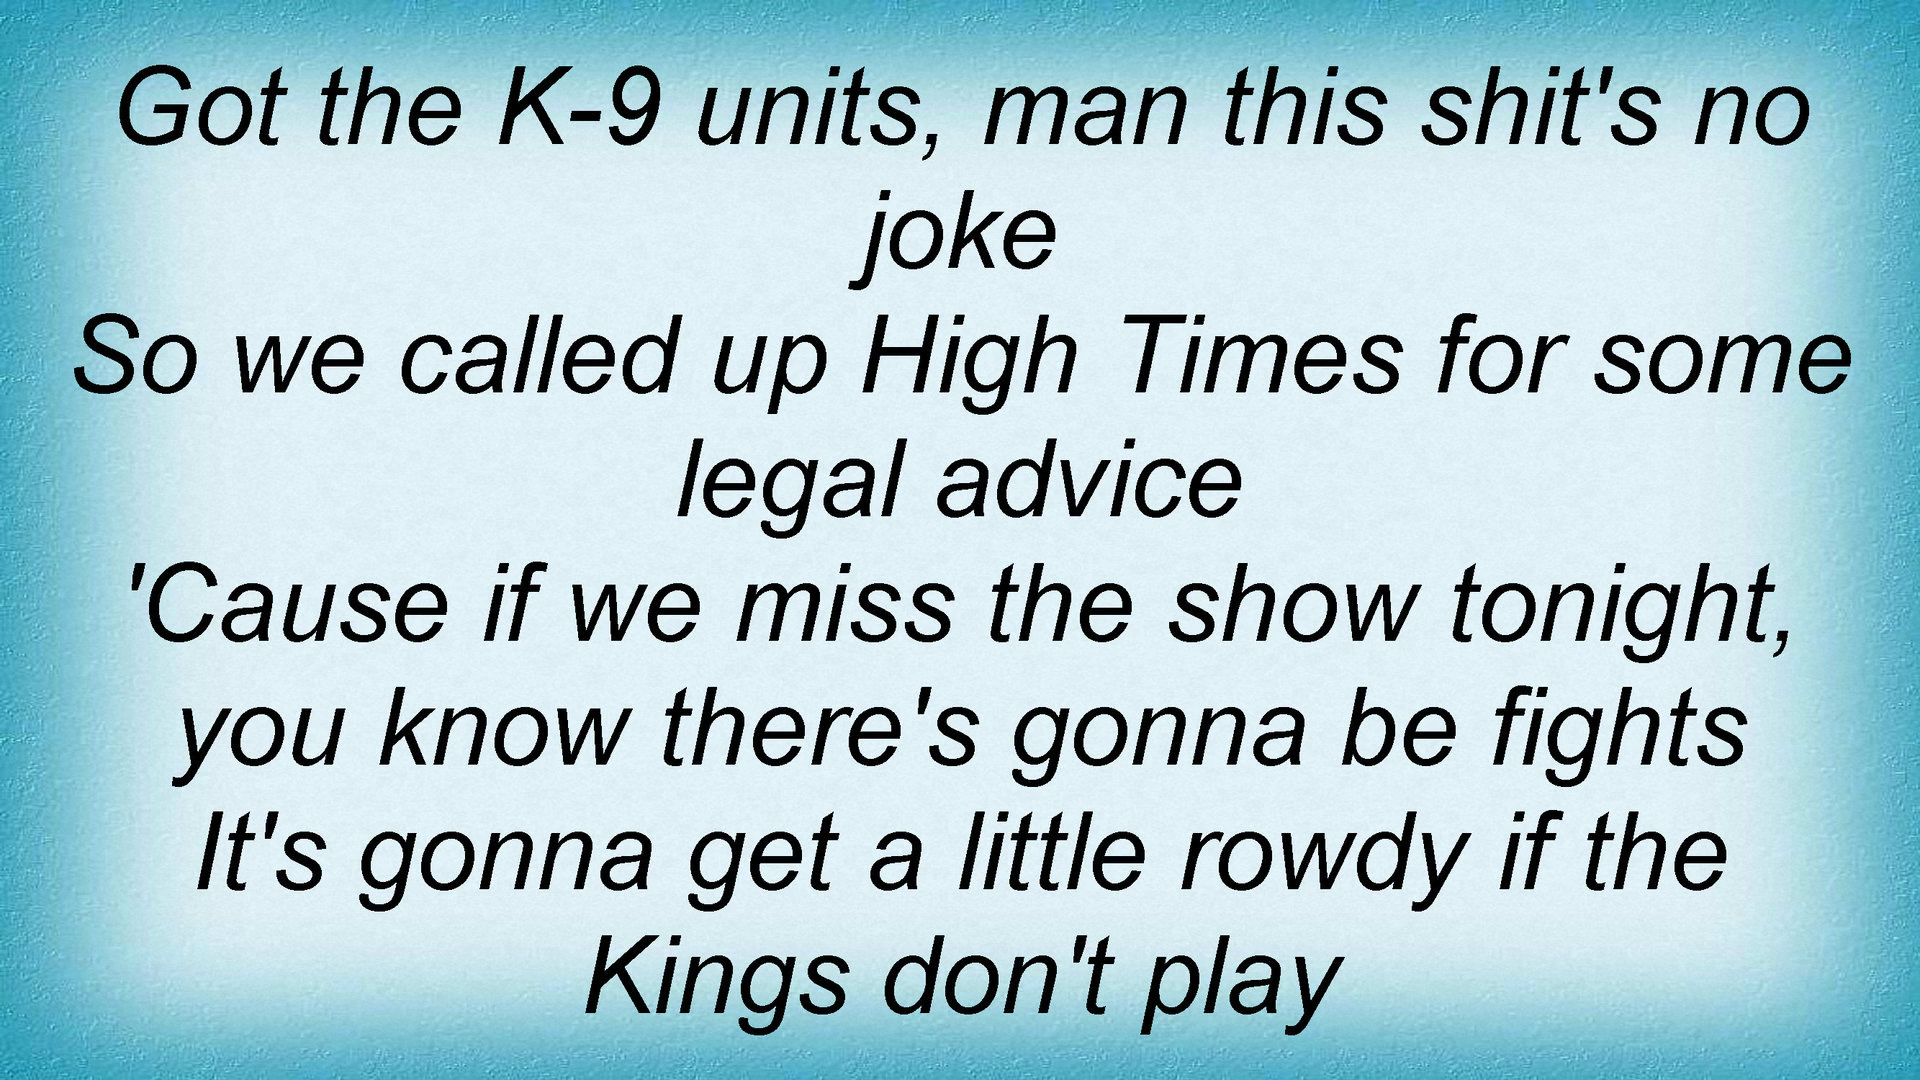 Got the K-9 units, man this shit's no
joke
So we called up High Times for some
legal advice
'Cause if we miss the show tonight,
you know there's gonna be fights
It's gonna get a little rowdy if the
Kings don't play